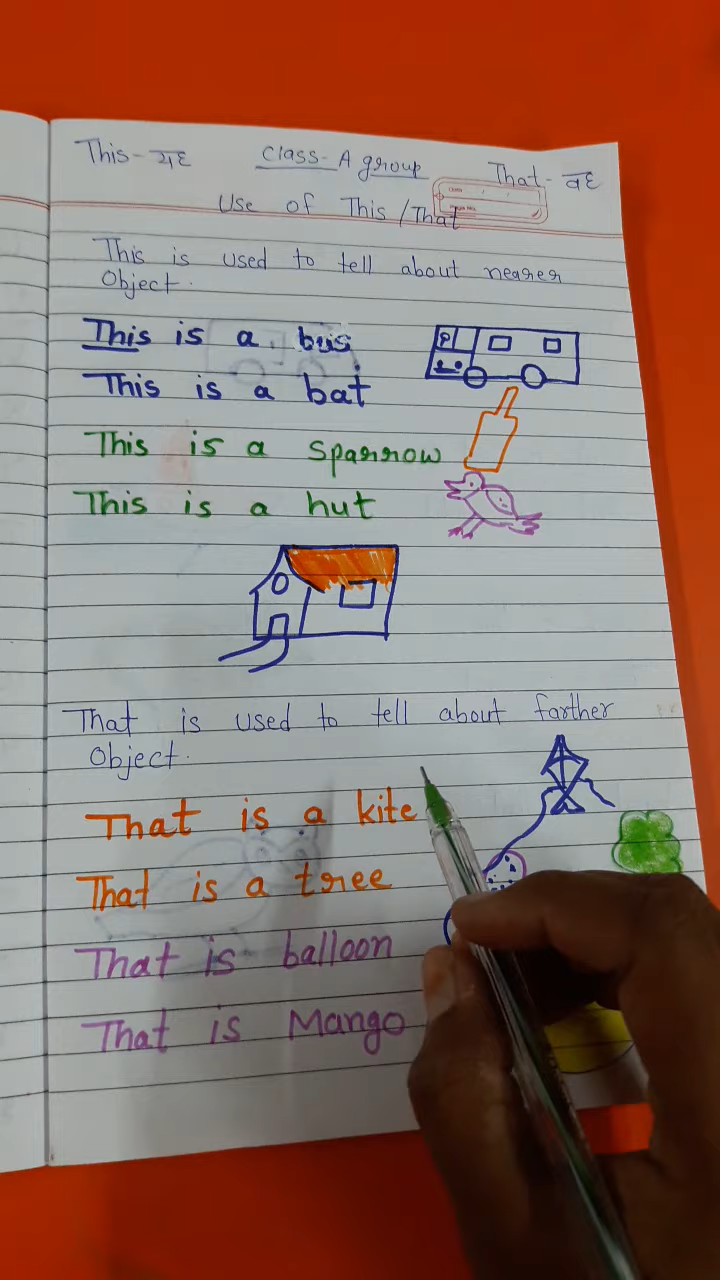 This - यह Class- A group That - वह
Use of This / That
This is used to tell about nearer
Object.
This is a bus
This is a bat
This is a sparrow
This is a hut
That is used to tell about farther
Object.
That is a kite
That is a tree
That is balloon
That is Mango